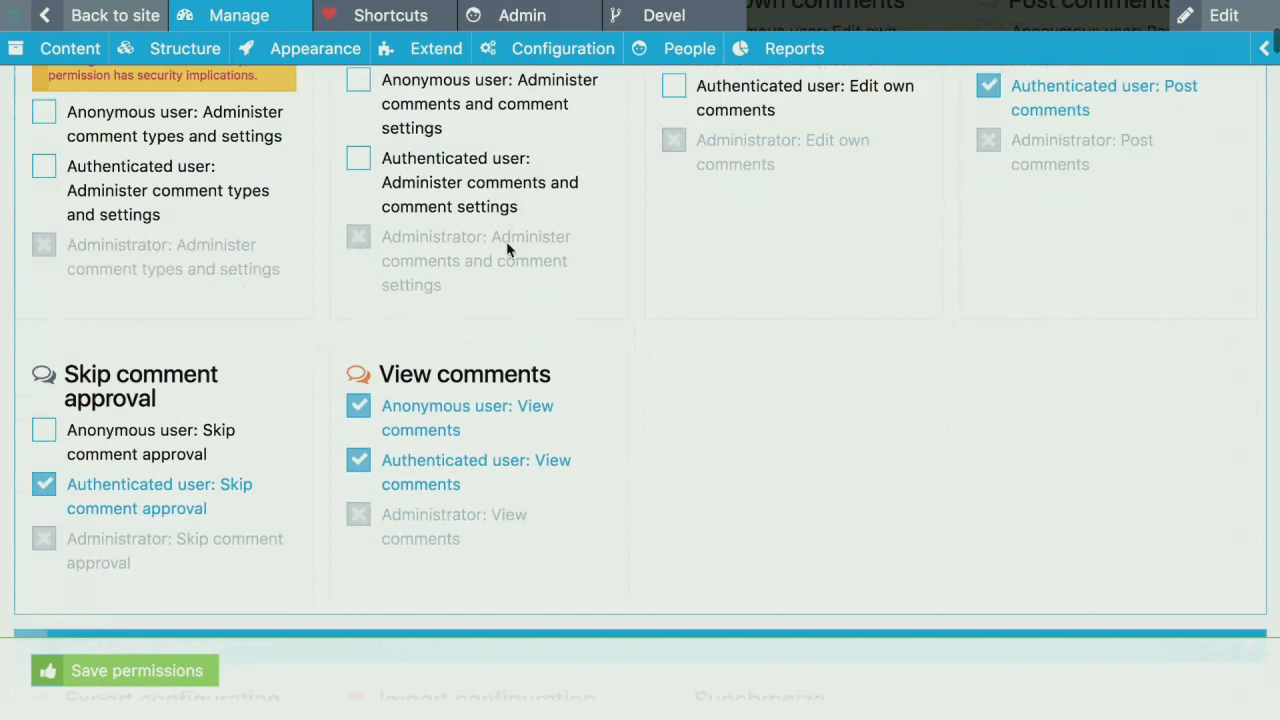 Back to site
Manage
Shortcuts
Admin
Devel
Edit
Content
Structure
Appearance
Extend
Configuration
People
Reports
permission has security implications.
Anonymous user: Administer
comment types and settings
Authenticated user:
Administer comment types
and settings
Administrator: Administer
comment types and settings
Anonymous user: Administer
comments and comment
settings
Authenticated user:
Administer comments and
comment settings
Administrator: Administer
comments and comment
settings
Authenticated user: Edit own
comments
Administrator: Edit own
comments
Authenticated user: Post
comments
Administrator: Post
comments
Skip comment
approval
Anonymous user: Skip
comment approval
Authenticated user: Skip
comment approval
Administrator: Skip comment
approval
View comments
Anonymous user: View
comments
Authenticated user: View
comments
Administrator: View
comments
Save permissions
Export configuration
Import configuration
Synchronize